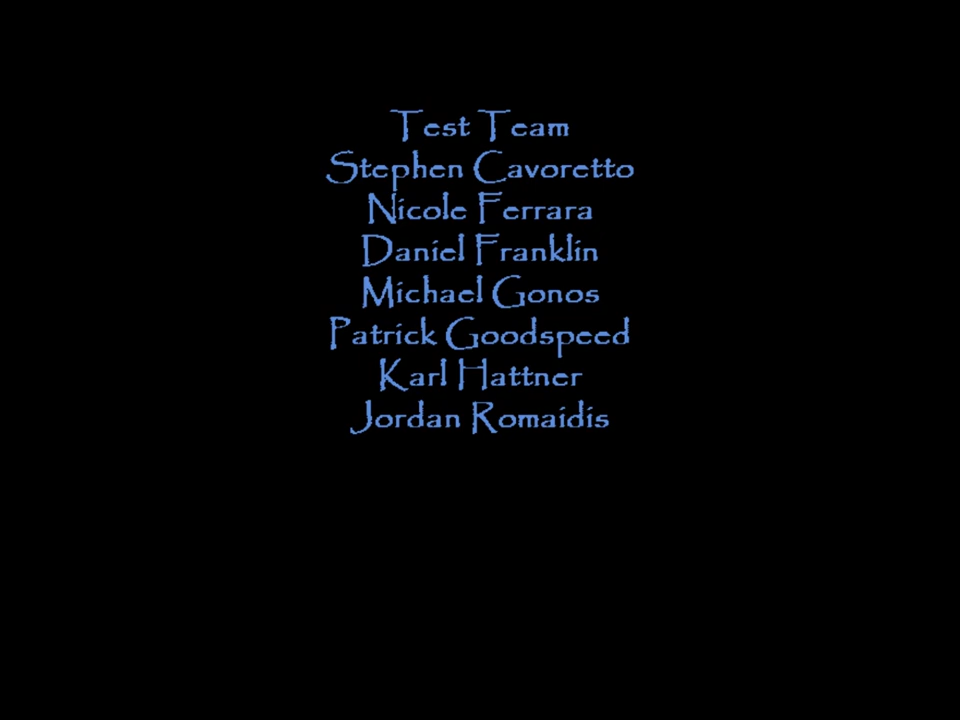 Test Team
Stephen Cavoretto
Nicole Ferrara
Daniel Franklin
Michael Gonos
Patrick Goodspeed
Karl Hattner
Jordan Romaidis